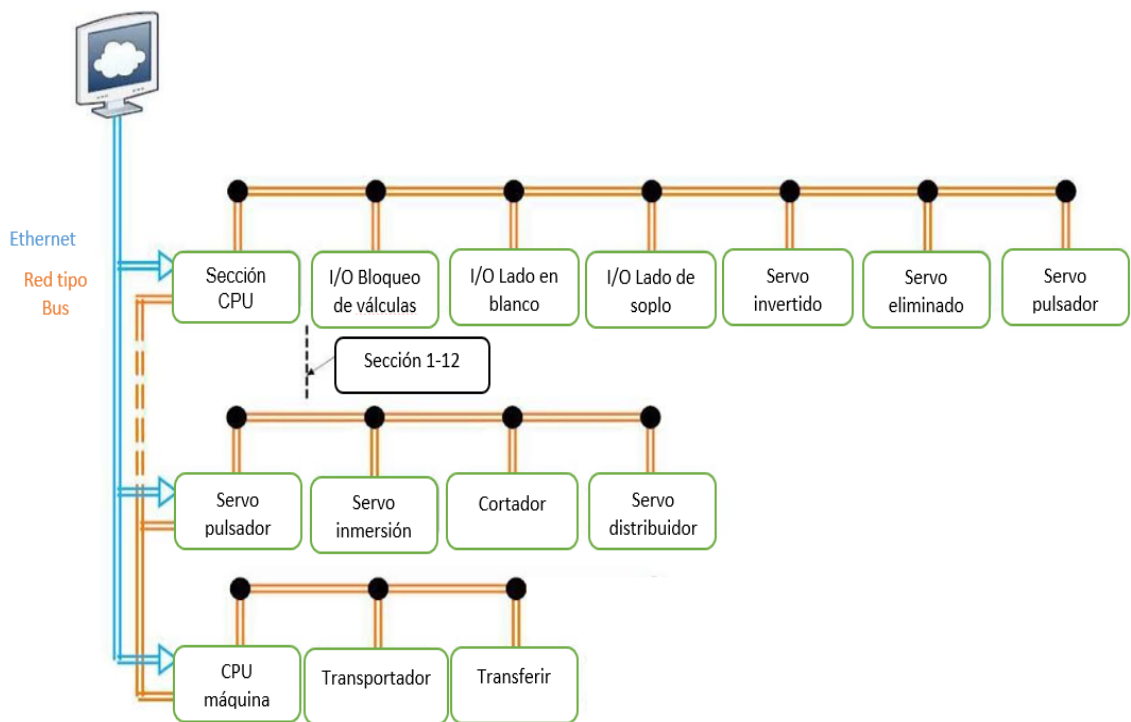 Ethernet
Red tipo
Bus
Sección
CPU
I/O Bloqueo
de válculas
I/O Lado en
blanco
I/O Lado de
soplo
Servo
invertido
Servo
eliminado
Servo
pulsador
Sección 1-12
Servo
pulsador
Servo
inmersión
Cortador
Servo
distribuidor
CPU
máquina
Transportador
Transferir